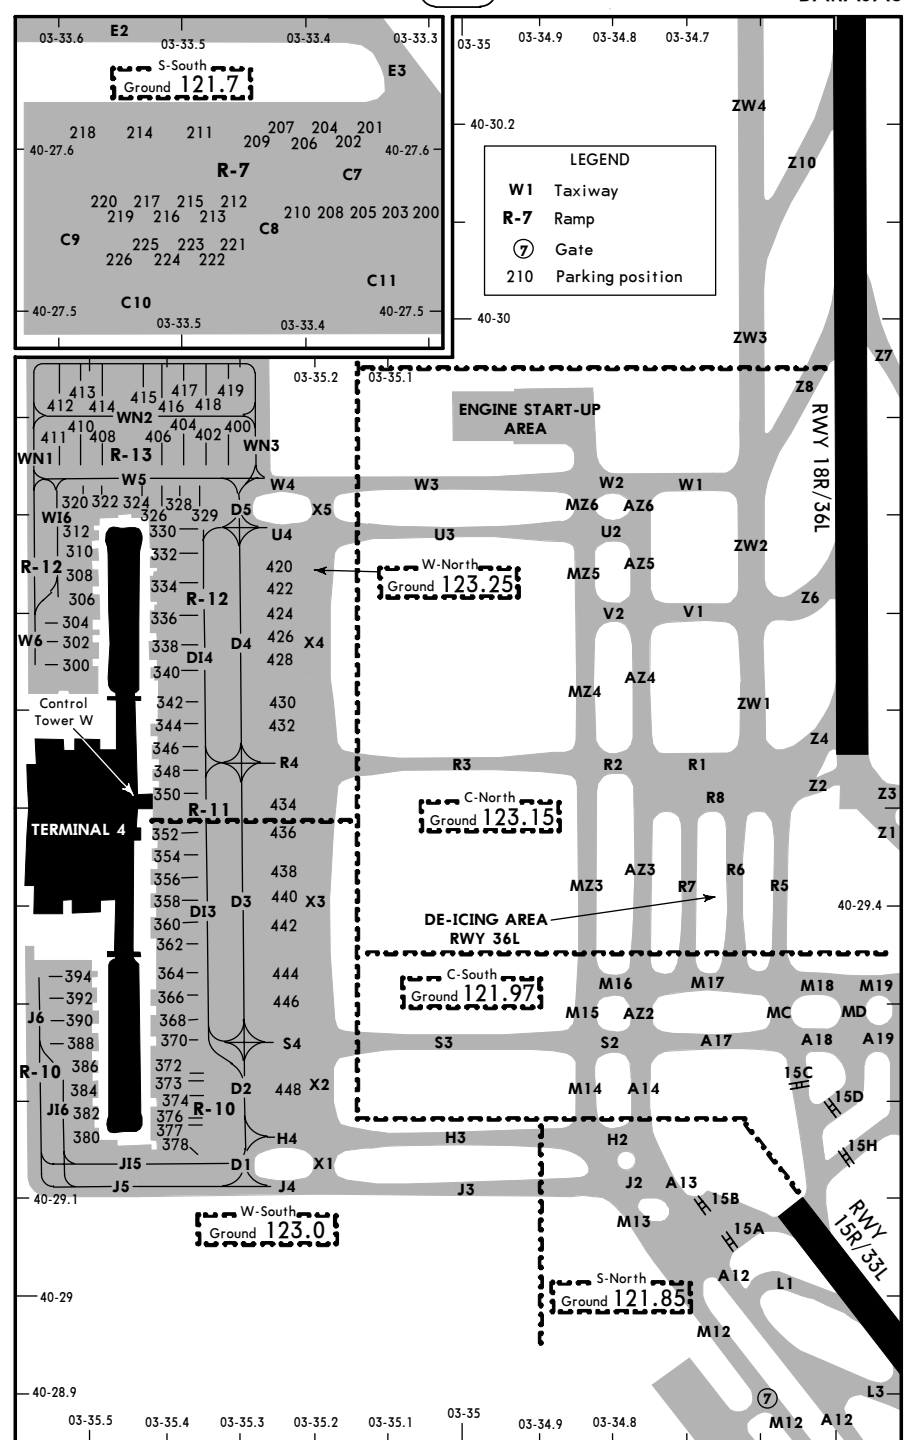 03-33.6
E2
03-33.5
03-33.4
03-33.3
S-South
Ground 121.7
E3
218
214
211
207
204
201
209
206
202
40-27.6
40-27.6
R-7
C7
220
217
215
212
219
216
213
210
208
205
203
200
C8
C9
225
223
221
226
224
222
C11
C10
40-27.5
40-27.5
03-33.5
03-33.4
03-35
03-34.9
03-34.8
03-34.7
ZW4
40-30.2
Z10
LEGEND
W1 Taxiway
R-7 Ramp
7 Gate
210 Parking position
40-30
ZW3
Z7
Z8
03-35.2
03-35.1
413
415
417
419
412
414
416
418
WN2
410
404
400
411
408
406
402
WN1
R-13
WN3
ENGINE START-UP
AREA
RWY 18R/36L
W5
W4
W3
W2
W1
320
322
324
328
326
329
D5
X5
MZ6
AZ6
WI6
312
330
U4
U3
U2
ZW2
310
332
W-North
Ground 123.25
420
AZ5
MZ5
R-12
308
334
422
R-12
306
Z6
304
336
424
V2
V1
W6
302
338
D4
426
X4
300
DI4
428
340
AZ4
MZ4
Control
Tower W
342
430
ZW1
344
432
346
Z4
348
R4
R3
R2
R1
350
Z2
Z3
R-11
434
C-North
Ground 123.15
R8
TERMINAL 4
352
436
Z1
354
356
438
AZ3
R6
MZ3
R7
R5
358
D3
440
X3
DI3
360
442
DE-ICING AREA
RWY 36L
40-29.4
362
394
364
444
C-South
Ground 121.97
M16
M17
M18
M19
392
366
446
J6
390
368
M15
AZ2
MC
MD
388
370
S4
S3
S2
A17
A18
A19
R-10
386
372
15C
373
384
D2
448
X2
M14
A14
374
15D
JI6
382
376
R-10
380
377
378
H4
H3
H2
15H
JI5
D1
X1
J5
J4
J3
J2
A13
40-29.1
15B
M13
W-South
Ground 123.0
15A
RWY
15R/33L
A12
L1
S-North
Ground 121.85
40-29
M12
40-28.9
7
L3
M12
A12
03-35.5
03-35.4
03-35.3
03-35.2
03-35.1
03-35
03-34.9
03-34.8